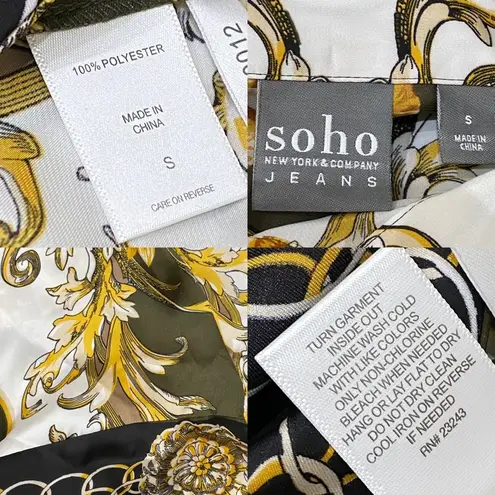 100% POLYESTER
MADE IN
CHINA
S
CARE ON REVERSE
2012
soho
NEW YORK & COMPANY
JEANS
S
MADE IN
CHINA
TURN GARMENT
INSIDE OUT
MACHINE WASH COLD
WITH LIKE COLORS
ONLY NON-CHLORINE
BLEACH WHEN NEEDED
HANG OR LAY FLAT TO DRY
DO NOT DRY CLEAN
COOL IRON ON REVERSE
IF NEEDED
RN# 23243